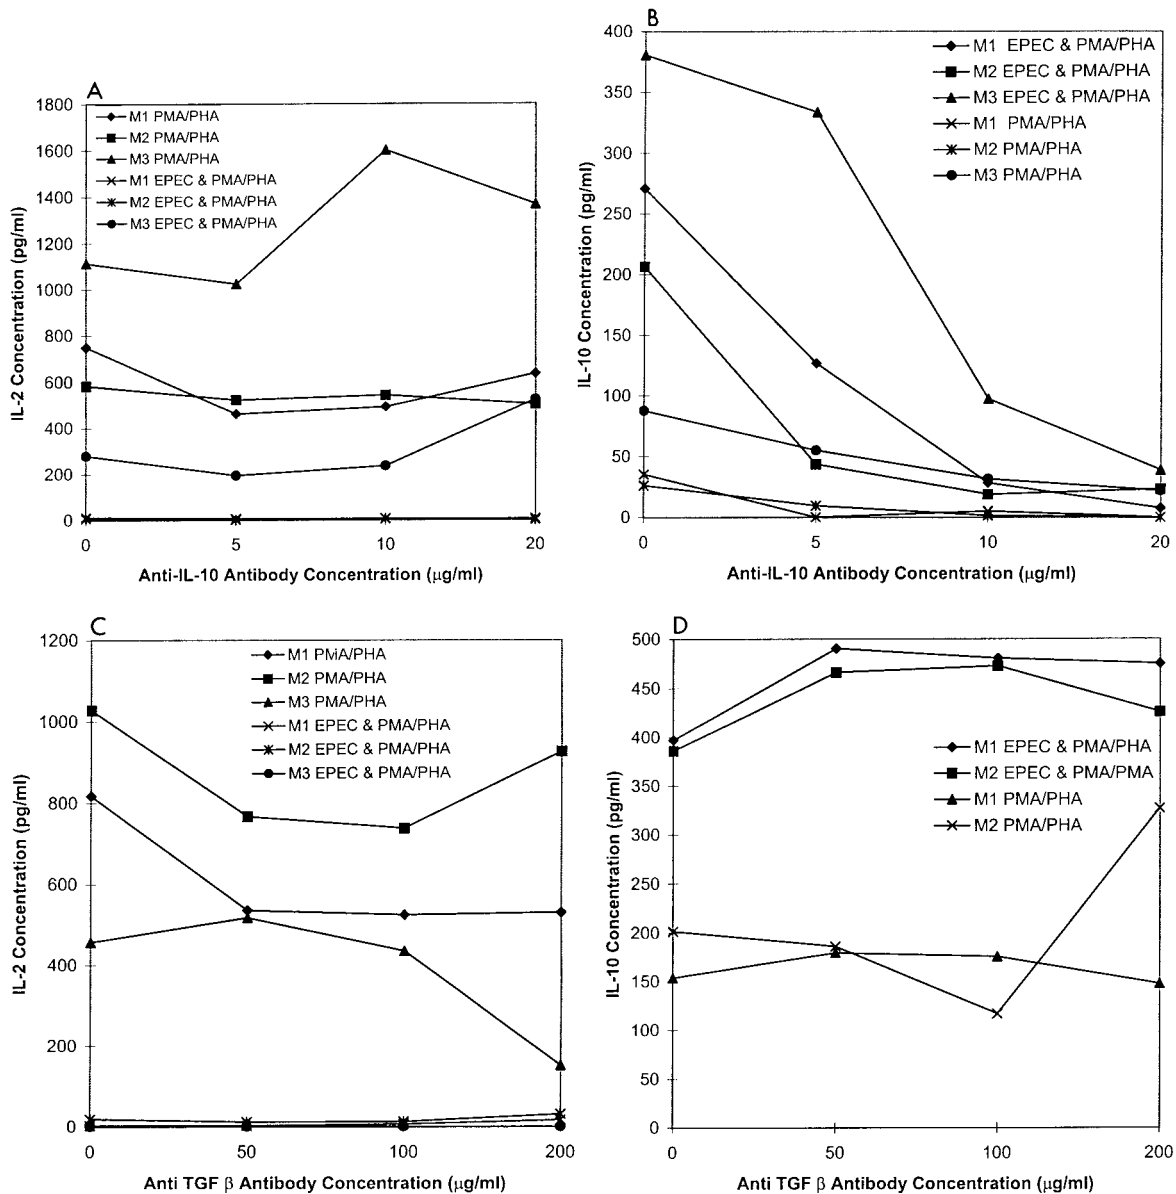 A
IL-2 Concentration (pg/ml)
1800
1600
1400
1200
1000
800
600
400
200
0
M1 PMA/PHA
M2 PMA/PHA
M3 PMA/PHA
M1 EPEC & PMA/PHA
M2 EPEC & PMA/PHA
M3 EPEC & PMA/PHA
0 5 10 20
Anti-IL-10 Antibody Concentration (µg/ml)
B
IL-10 Concentration (pg/ml)
400
350
300
250
200
150
100
50
0
M1 EPEC & PMA/PHA
M2 EPEC & PMA/PHA
M3 EPEC & PMA/PHA
M1 PMA/PHA
M2 PMA/PHA
M3 PMA/PHA
0 5 10 20
Anti-IL-10 Antibody Concentration (µg/ml)
C
IL-2 Concentration (pg/ml)
1200
1000
800
600
400
200
0
M1 PMA/PHA
M2 PMA/PHA
M3 PMA/PHA
M1 EPEC & PMA/PHA
M2 EPEC & PMA/PHA
M3 EPEC & PMA/PHA
0 50 100 200
Anti TGF β Antibody Concentration (µg/ml)
D
IL-10 Concentration (pg/ml)
500
450
400
350
300
250
200
150
100
50
0
M1 EPEC & PMA/PHA
M2 EPEC & PMA/PMA
M1 PMA/PHA
M2 PMA/PHA
0 50 100 200
Anti TGF β Antibody Concentration (µg/ml)